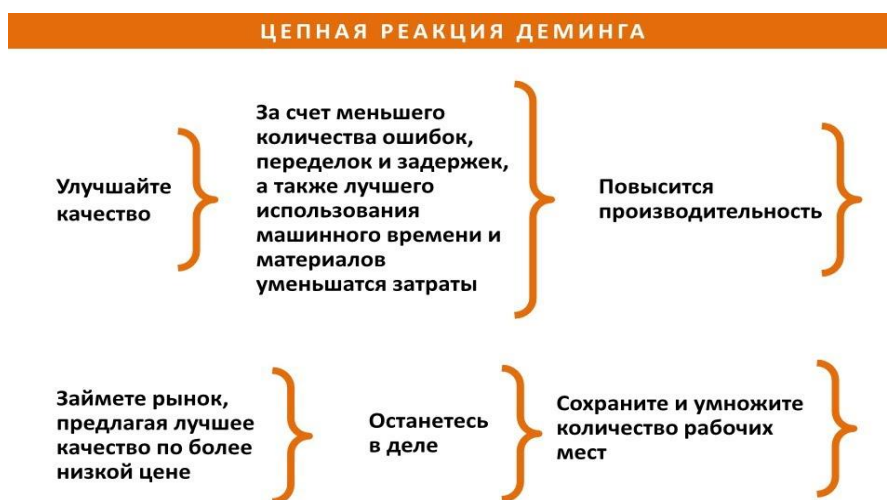 ЦЕПНАЯ РЕАКЦИЯ ДЕМИНГА
Улучшайте
качество
За счет меньшего
количества ошибок,
переделок и задержек,
а также лучшего
использования
машинного времени и
материалов
уменьшатся затраты
Повысится
производительность
Займете рынок,
предлагая лучшее
качество по более
низкой цене
Останетесь
в деле
Сохраните и умножите
количество рабочих
мест